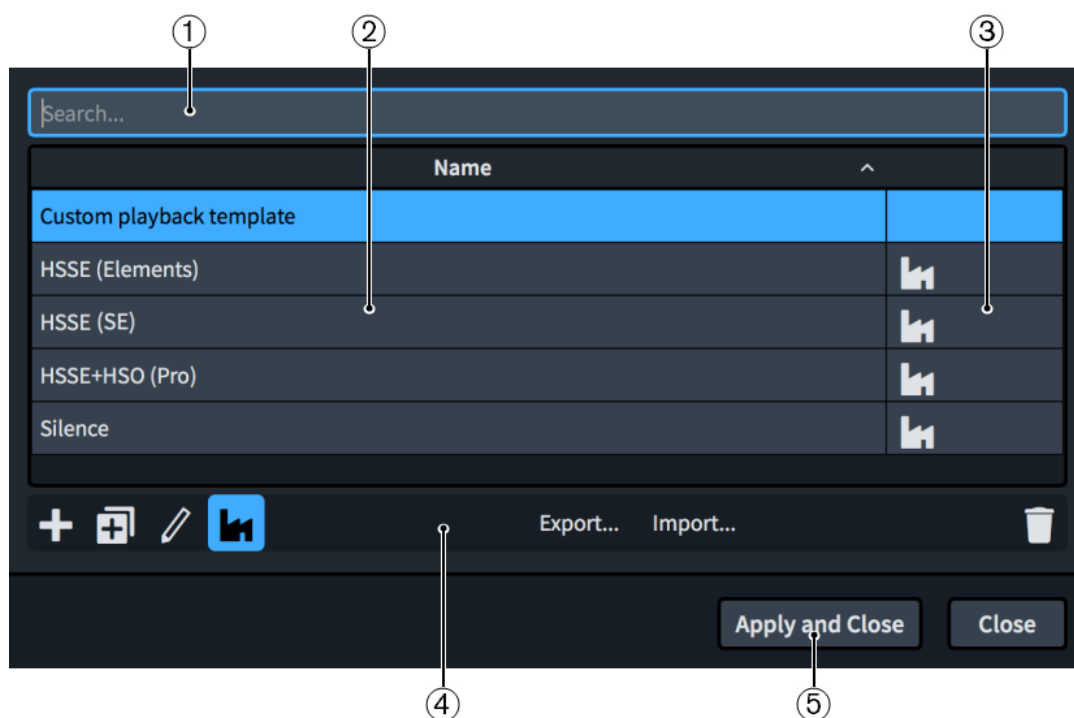 ① ② ③
Search...
Name
Custom playback template
HSSE (Elements)
HSSE (SE)
HSSE+HSO (Pro)
Silence
Export... Import...
Apply and Close Close
④ ⑤